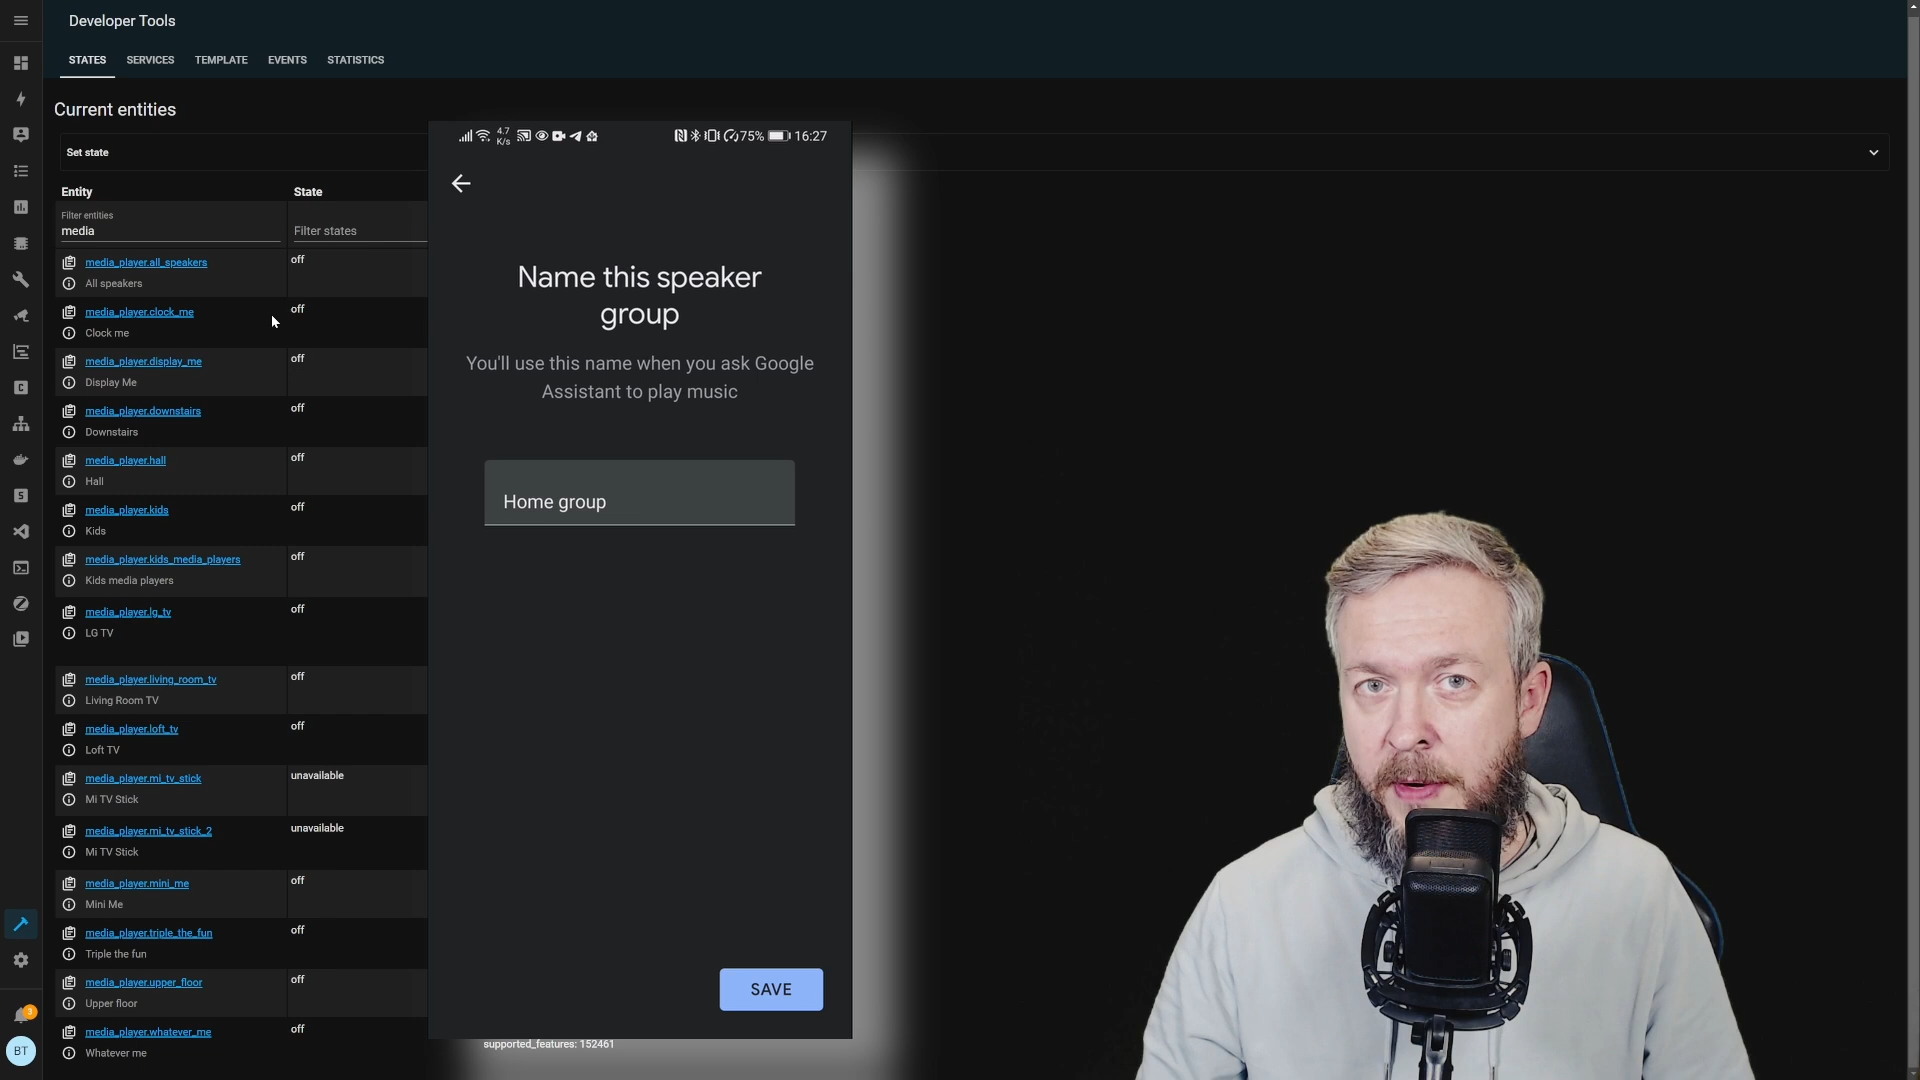 Developer Tools
STATES SERVICES TEMPLATE EVENTS STATISTICS
Current entities
Set state
Entity State
Filter entities
media
Filter states
media_player.all_speakers off
All speakers
media_player.clock_me off
Clock me
media_player.display_me off
Display Me
media_player.downstairs off
Downstairs
media_player.hall off
Hall
media_player.kids off
Kids
media_player.kids_media_players off
Kids media players
media_player.lg_tv off
LG TV
media_player.living_room_tv off
Living Room TV
media_player.loft_tv off
Loft TV
media_player.mi_tv_stick unavailable
Mi TV Stick
media_player.mi_tv_stick_2 unavailable
Mi TV Stick
media_player.mini_me off
Mini Me
media_player.triple_the_fun off
Triple the fun
media_player.upper_floor off
Upper floor
media_player.whatever_me off
Whatever me
3
BT
4.7 K/s 75% 16:27
Name this speaker
group
You'll use this name when you ask Google
Assistant to play music
Home group
SAVE
supported_features: 152461